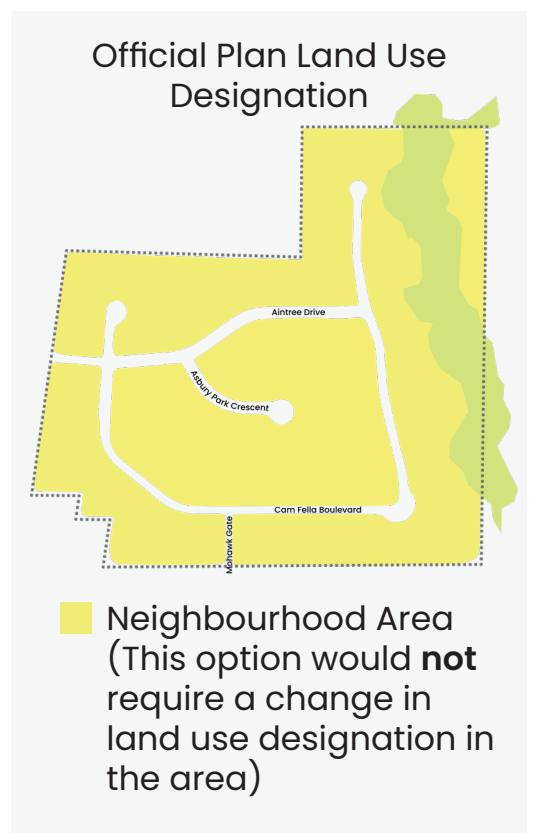 Official Plan Land Use
Designation
Aintree Drive
Asbury Park Crescent
Cam Fella Boulevard
Mohawk Gate
Neighbourhood Area
(This option would not
require a change in
land use designation in
the area)